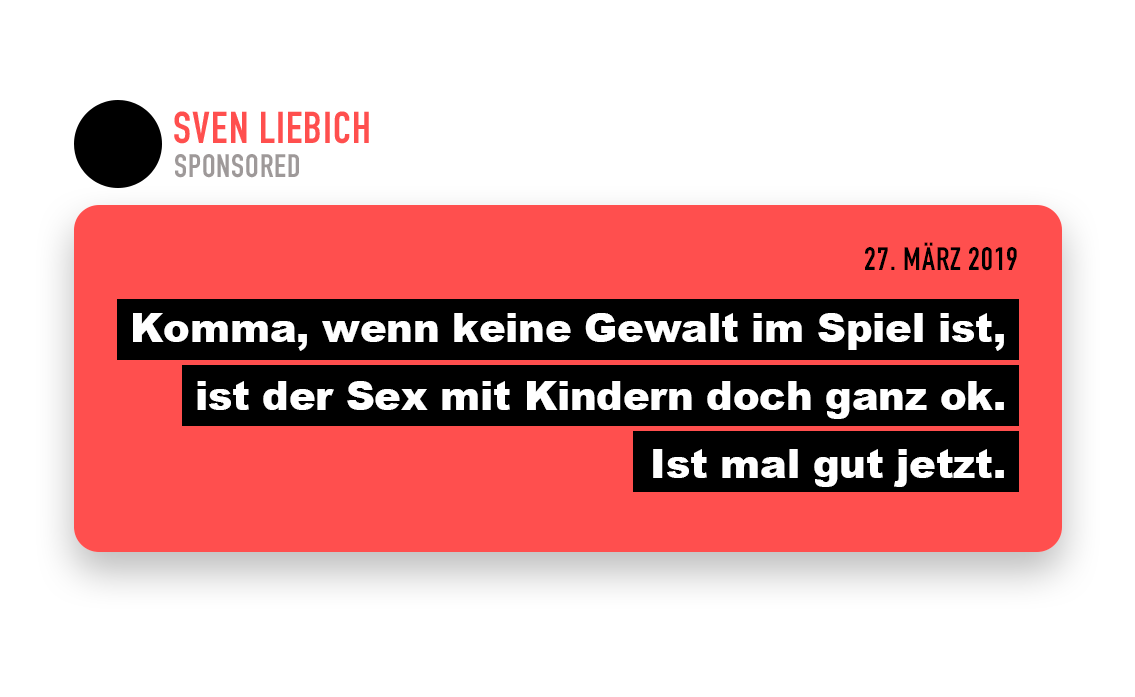 SVEN LIEBICH
SPONSORED
27. MÄRZ 2019
Komma, wenn keine Gewalt im Spiel ist,
ist der Sex mit Kindern doch ganz ok.
Ist mal gut jetzt.